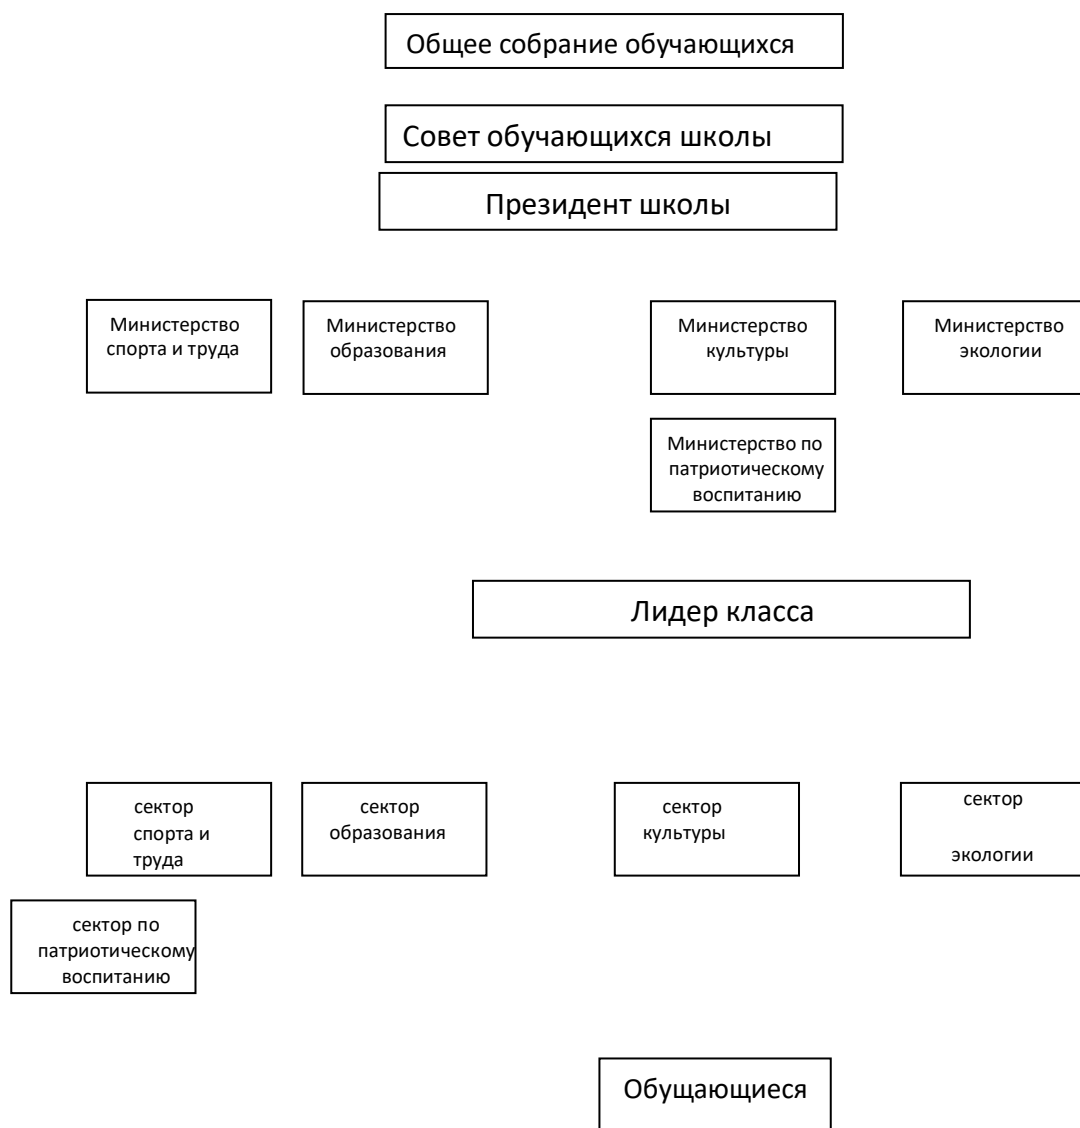 Общее собрание обучающихся
Совет обучающихся школы
Президент школы
Министерство
спорта и труда
Министерство
образования
Министерство
культуры
Министерство
экологии
Министерство по
патриотическому
воспитанию
Лидер класса
сектор
спорта и
труда
сектор
образования
сектор
культуры
сектор
экологии
сектор по
патриотическому
воспитанию
Обущающиеся